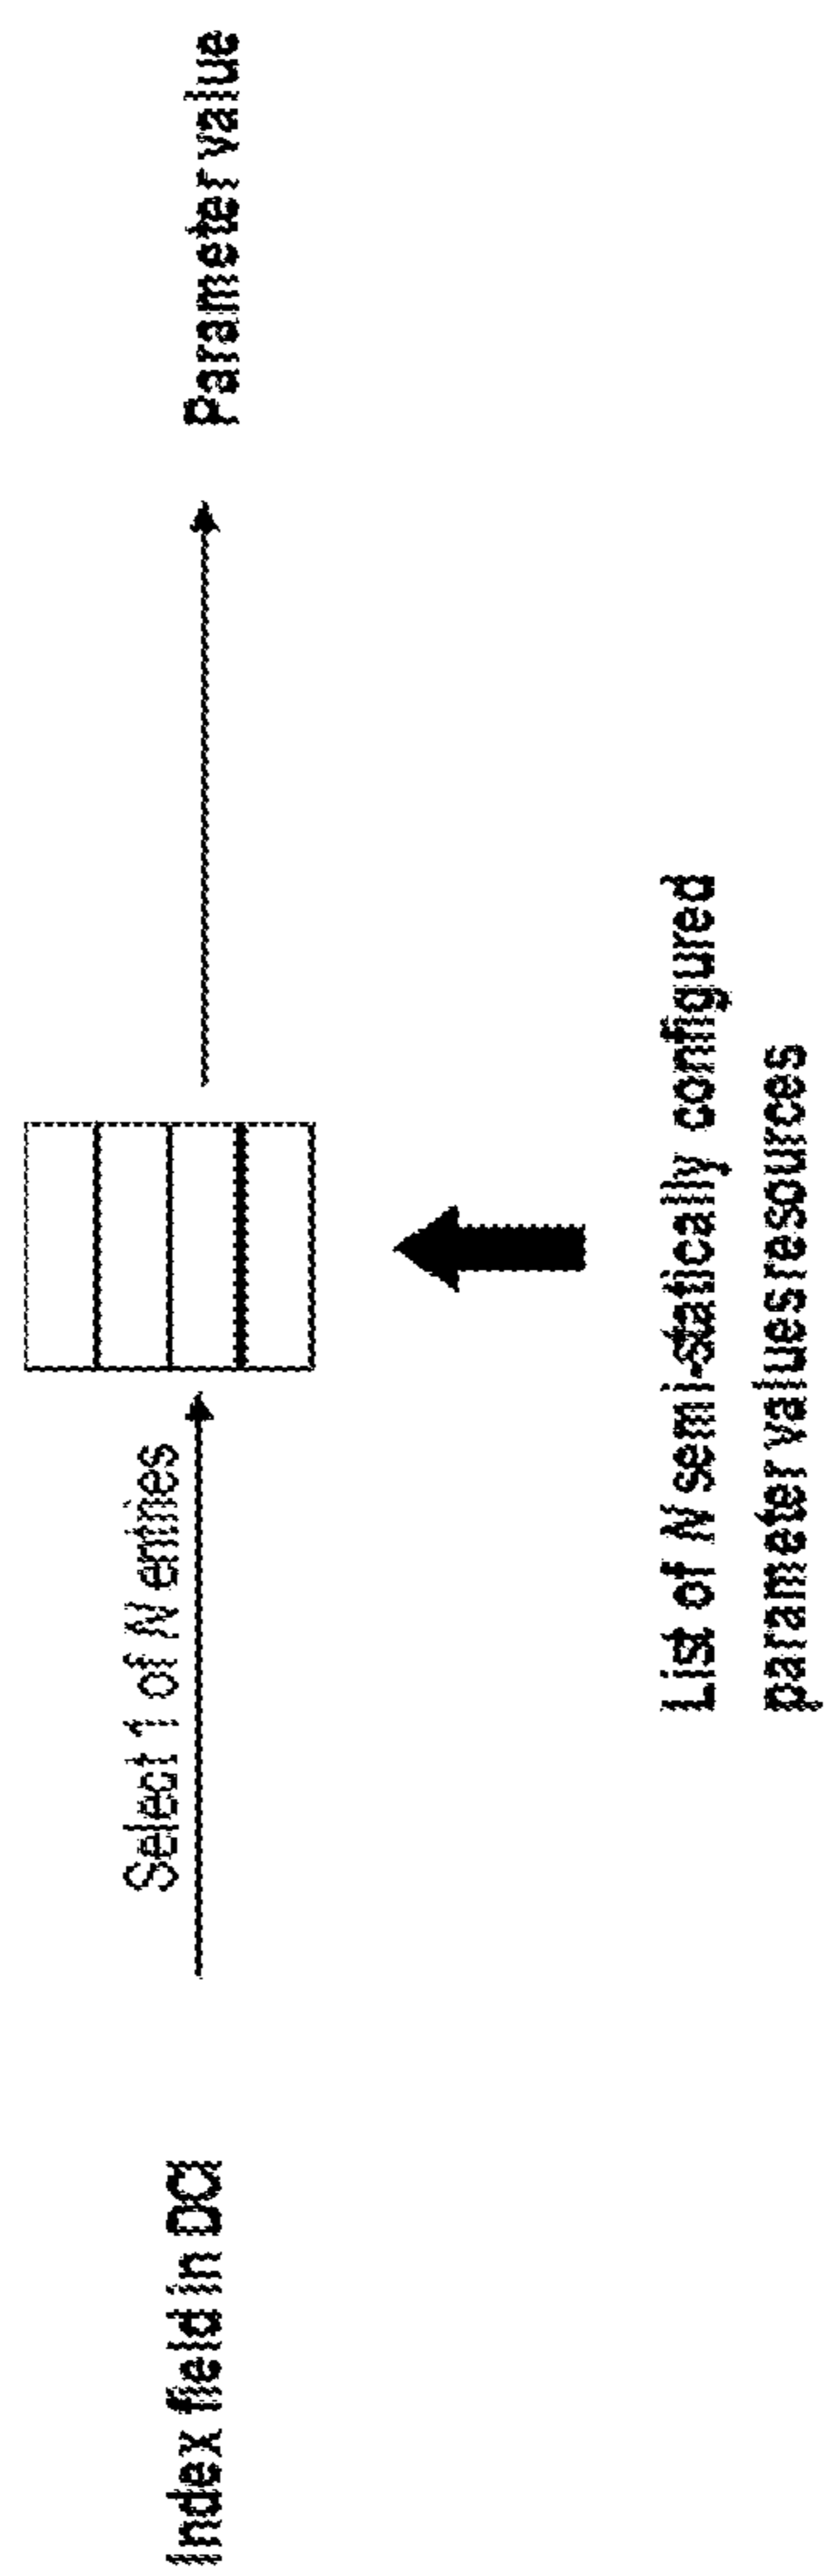 Index field in DCI
Select 1 of N entries
Parameter value
List of N semi-statically configured
parameter values resources